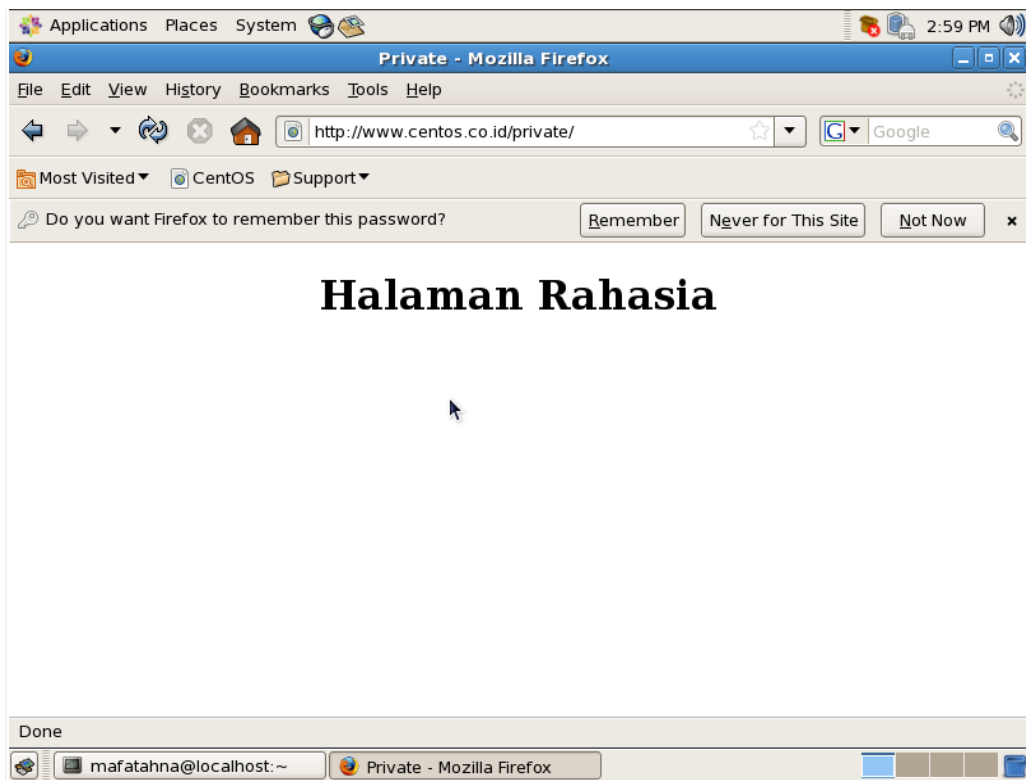 Applications Places System 2:59 PM
Private - Mozilla Firefox
File Edit View History Bookmarks Tools Help
http://www.centos.co.id/private/ G Google
Most Visited CentOS Support
Do you want Firefox to remember this password? Remember Never for This Site Not Now
Halaman Rahasia
Done
mafatahna@localhost:~ Private - Mozilla Firefox